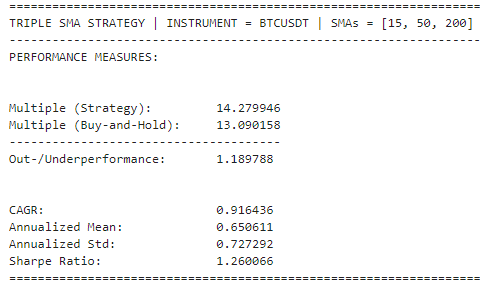 ================================================================================
TRIPLE SMA STRATEGY | INSTRUMENT = BTCUSDT | SMAs = [15, 50, 200]
--------------------------------------------------------------------------------
PERFORMANCE MEASURES:
Multiple (Strategy): 14.279946
Multiple (Buy-and-Hold): 13.090158
--------------------------------------
Out-/Underperformance: 1.189788
CAGR: 0.916436
Annualized Mean: 0.650611
Annualized Std: 0.727292
Sharpe Ratio: 1.260066
================================================================================